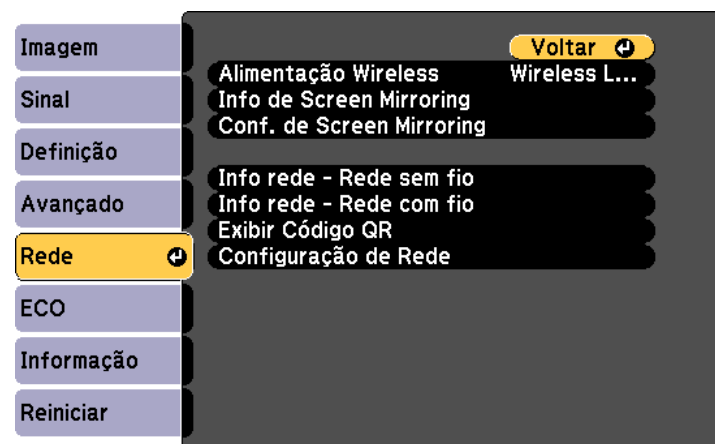 Imagem
Sinal
Definição
Avançado
Rede
ECO
Informação
Reiniciar
Voltar
Alimentação Wireless Wireless L...
Info de Screen Mirroring
Conf. de Screen Mirroring
Info rede - Rede sem fio
Info rede - Rede com fio
Exibir Código QR
Configuração de Rede